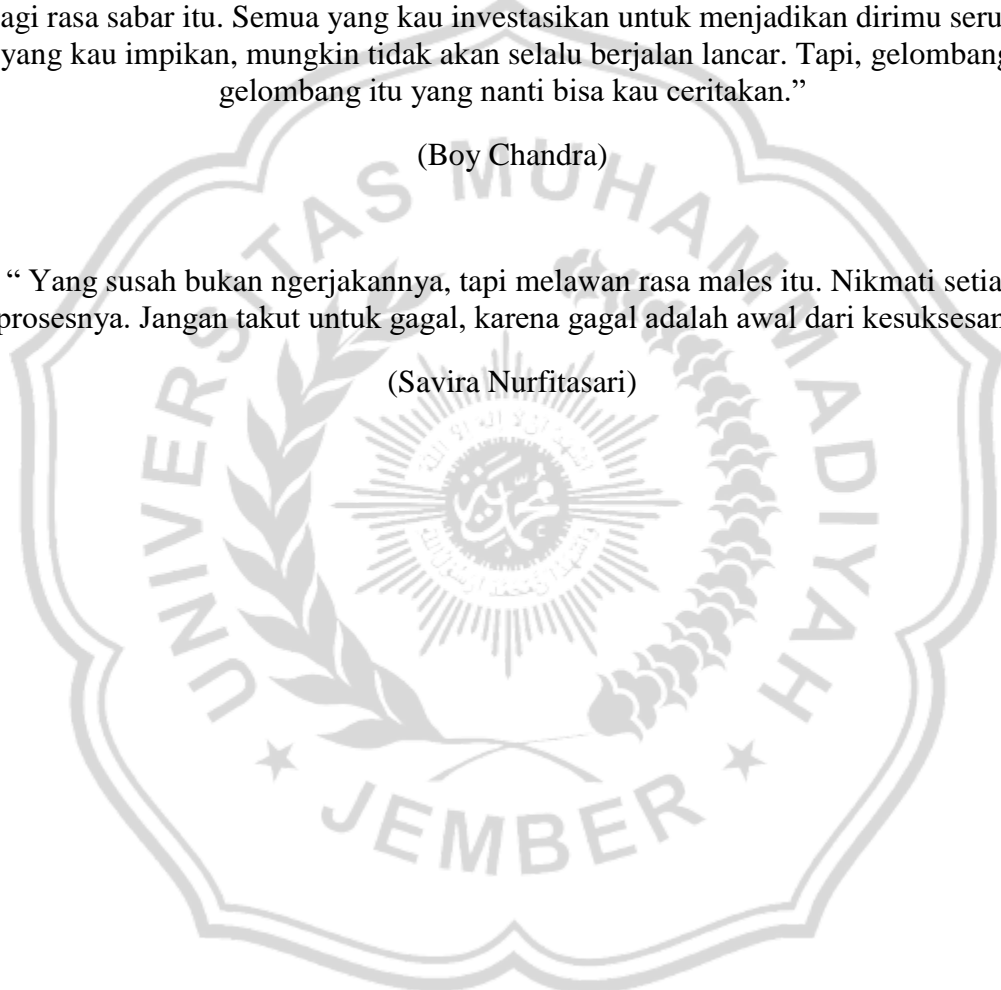 agi rasa sabar itu. Semua yang kau investasikan untuk menjadikan dirimu seru
yang kau impikan, mungkin tidak akan selalu berjalan lancar. Tapi, gelombang
gelombang itu yang nanti bisa kau ceritakan.”
(Boy Chandra)
“ Yang susah bukan ngerjakannya, tapi melawan rasa males itu. Nikmati setia
prosesnya. Jangan takut untuk gagal, karena gagal adalah awal dari kesuksesan
(Savira Nurfitasari)
UNIVERSITAS MUHAMMADIYAH
JEMBER